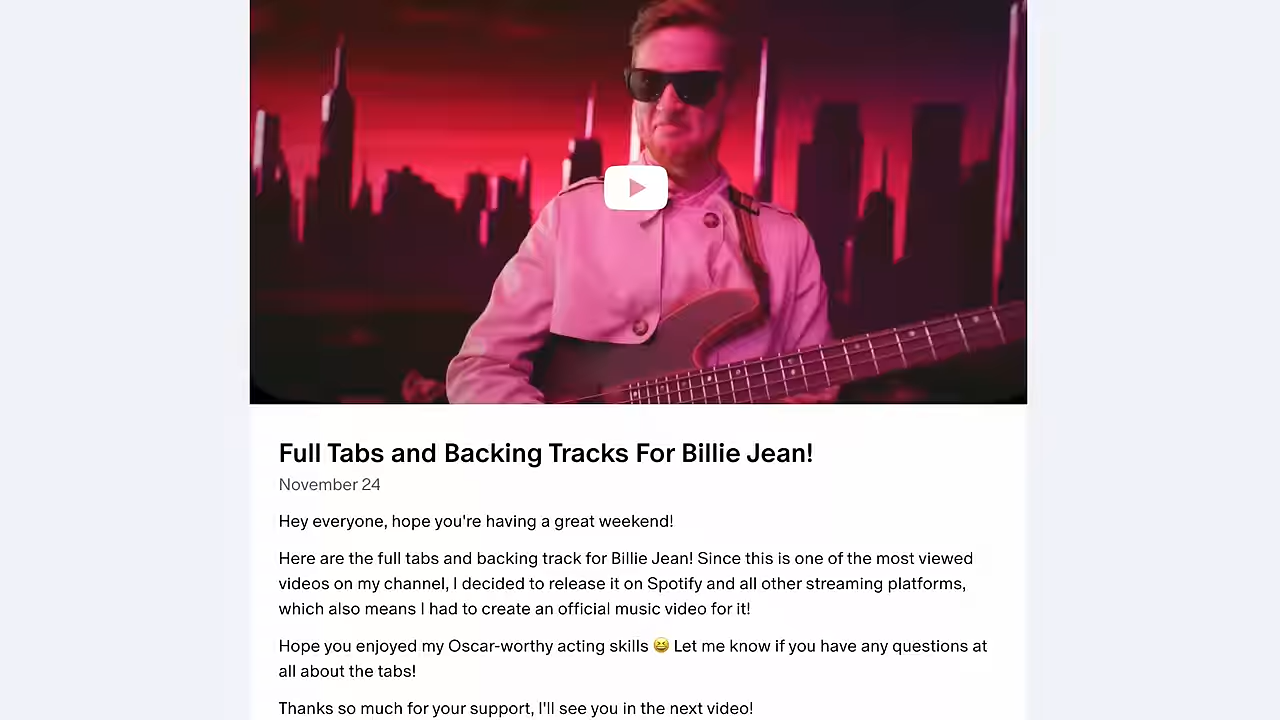 Full Tabs and Backing Tracks For Billie Jean!
November 24
Hey everyone, hope you're having a great weekend!
Here are the full tabs and backing track for Billie Jean! Since this is one of the most viewed
videos on my channel, I decided to release it on Spotify and all other streaming platforms,
which also means I had to create an official music video for it!
Hope you enjoyed my Oscar-worthy acting skills 😆 Let me know if you have any questions at
all about the tabs!
Thanks so much for your support, I'll see you in the next video!